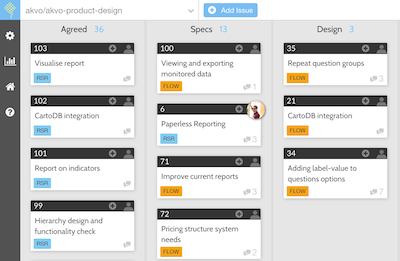 akvo/akvo-product-design
Add Issue
Agreed 36
103
Visualise report
RSR
102
CartoDB integration
RSR
101
Report on indicators
RSR
99
Hierarchy design and
functionality check
RSR
Specs 13
100
Viewing and exporting
monitored data
FLOW
1
6
Paperless Reporting
RSR
3
71
Improve current reports
FLOW
3
72
Pricing structure system
needs
FLOW
2
Design 3
35
Repeat question groups
FLOW
3
21
CartoDB integration
FLOW
34
Adding label-value to
questions options
FLOW
7